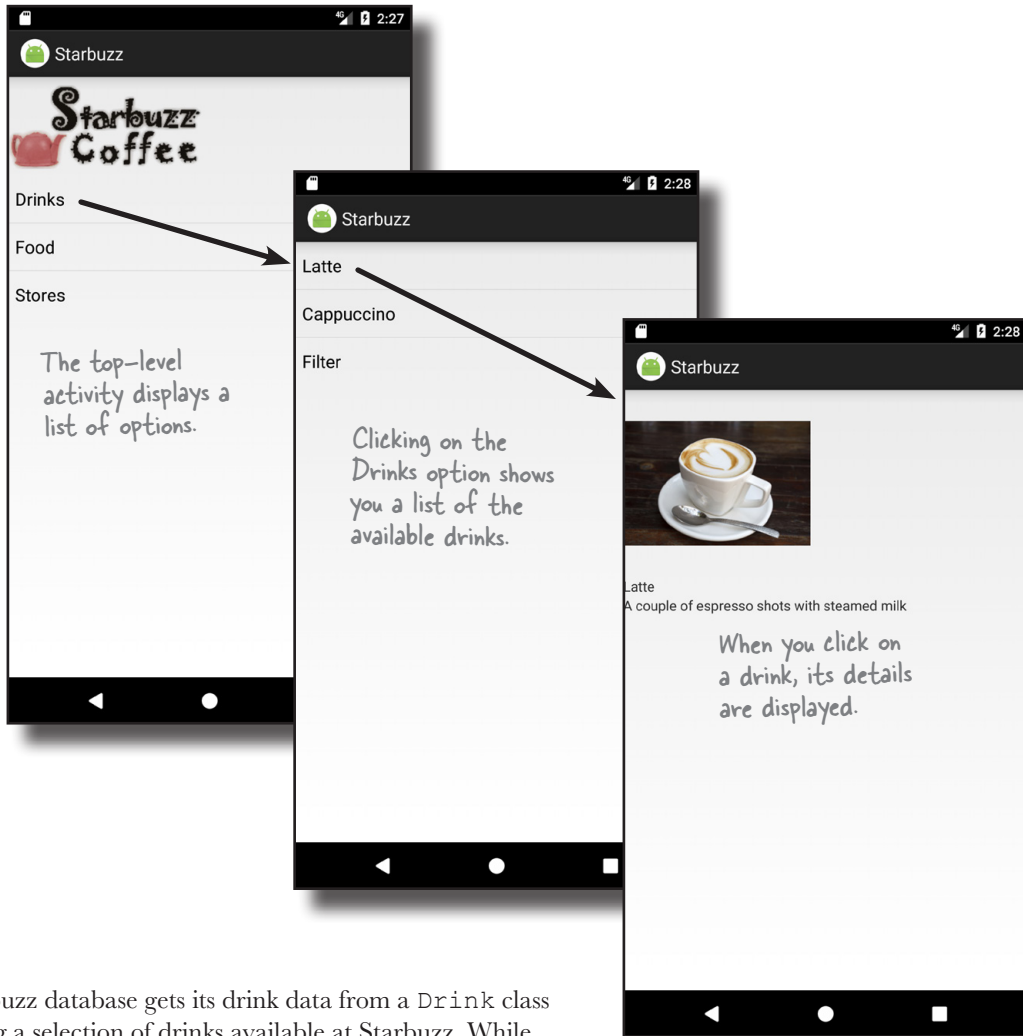 4G 2:27
Starbuzz
Starbuzz
Coffee
Drinks
Food
Stores
The top-level
activity displays a
list of options.
4G 2:28
Starbuzz
Latte
Cappuccino
Filter
Clicking on the
Drinks option shows
you a list of the
available drinks.
4G 2:28
Starbuzz
Latte
A couple of espresso shots with steamed milk
When you click on
a drink, its details
are displayed.
uzz database gets its drink data from a Drink class
g a selection of drinks available at Starbuzz. While